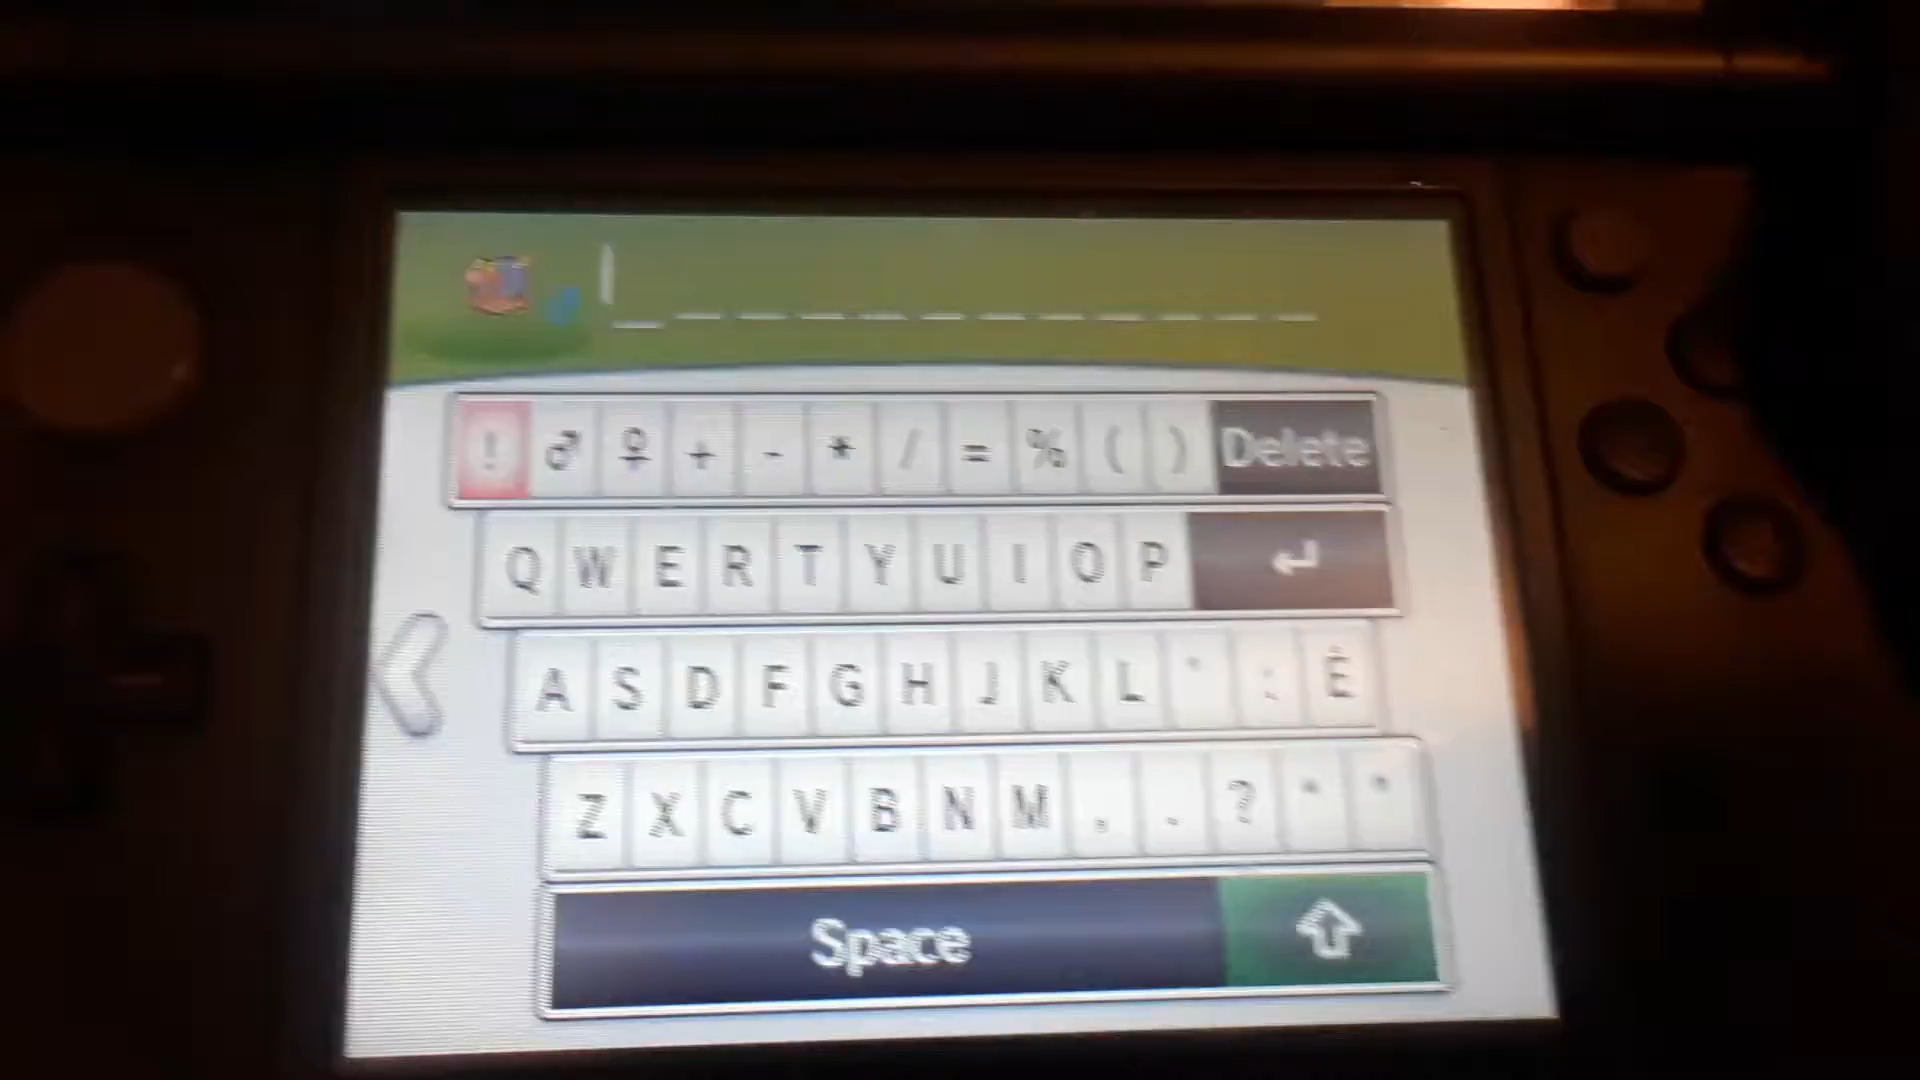 ! ♂ ♀ + - * / = % ( ) Delete
Q W E R T Y U I O P
A S D F G H J K L : É
Z X C V B N M , . ?
Space